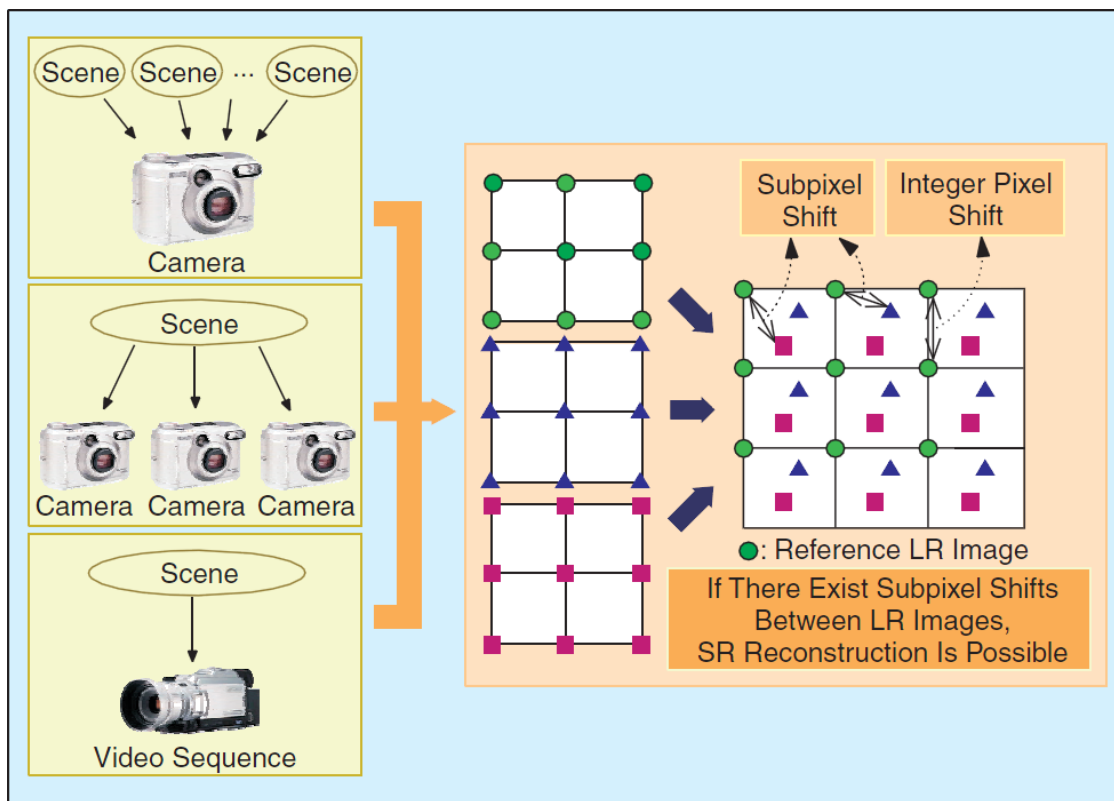 Scene Scene ... Scene
Camera
Scene
Camera Camera Camera
Scene
Video Sequence
Subpixel
Shift
Integer Pixel
Shift
: Reference LR Image
If There Exist Subpixel Shifts
Between LR Images,
SR Reconstruction Is Possible